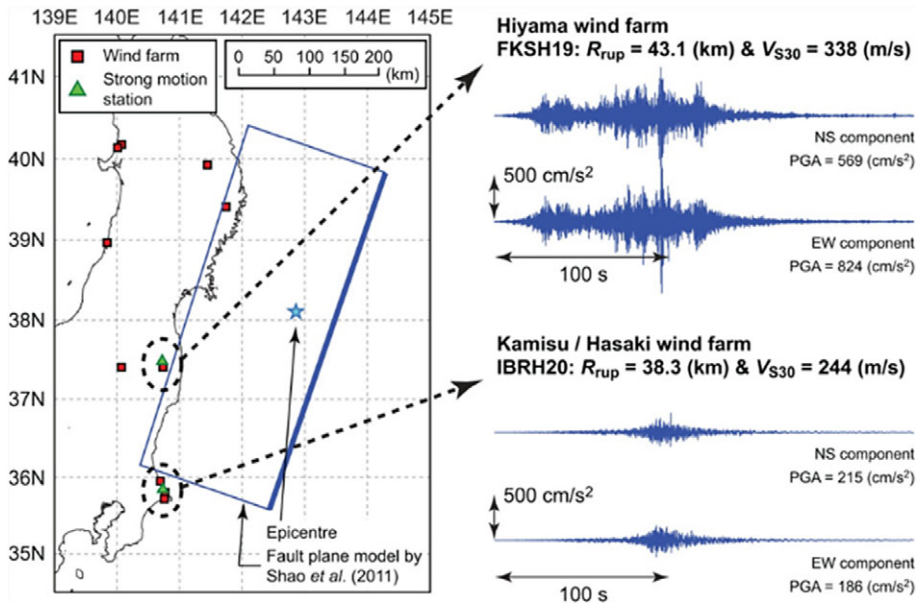 139E 140E 141E 142E 143E 144E 145E
41N
40N
39N
38N
37N
36N
35N
Wind farm
Strong motion
station
0 50 100 150 200
(km)
Epicentre
Fault plane model by
Shao et al. (2011)
Hiyama wind farm
FKSH19: Rrup = 43.1 (km) & VS30 = 338 (m/s)
NS component
PGA = 569 (cm/s²)
500 cm/s²
EW component
PGA = 824 (cm/s²)
100 s
Kamisu / Hasaki wind farm
IBRH20: Rrup = 38.3 (km) & VS30 = 244 (m/s)
NS component
PGA = 215 (cm/s²)
500 cm/s²
EW component
PGA = 186 (cm/s²)
100 s